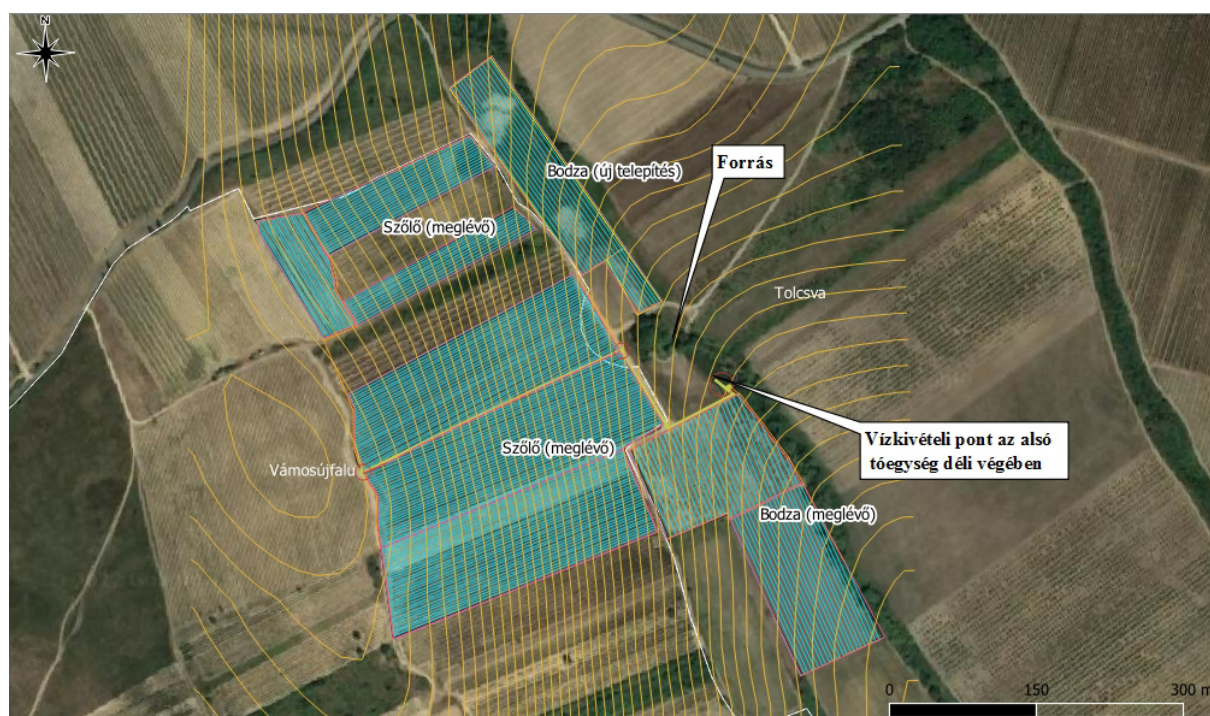 N
Bodza (új telepítés)
Forrás
Szőlő (meglévő)
Tolcsva
Szőlő (meglévő)
Vízkivételi pont az alsó
tóegység déli végében
Vámosújfalu
Bodza (meglévő)
0 150 300 m